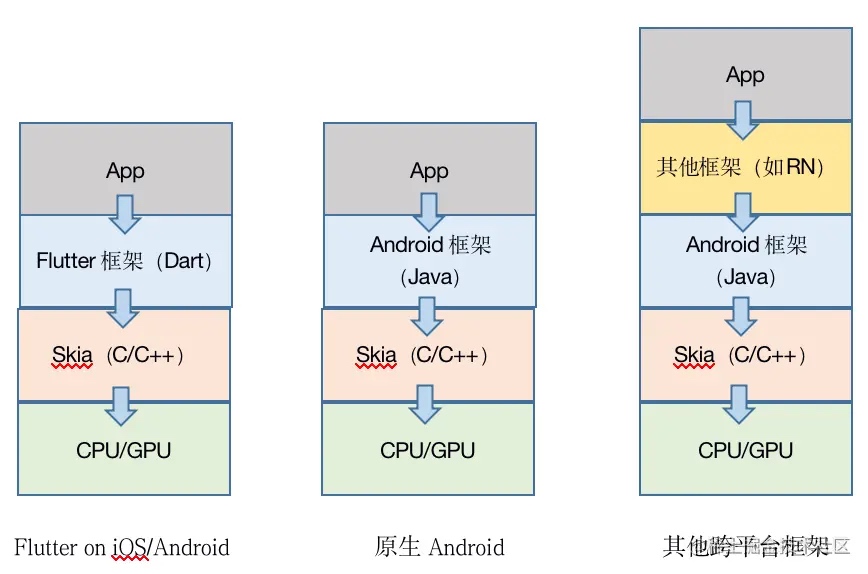 App
Flutter 框架（Dart）
Skia（C/C++）
CPU/GPU
Flutter on iOS/Android
App
Android 框架
（Java）
Skia（C/C++）
CPU/GPU
原生 Android
App
其他框架（如RN）
Android 框架
（Java）
Skia（C/C++）
CPU/GPU
其他跨平台框架